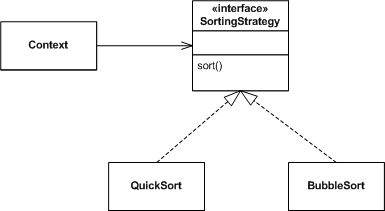 «interface»
SortingStrategy
Context
sort()
QuickSort
BubbleSort